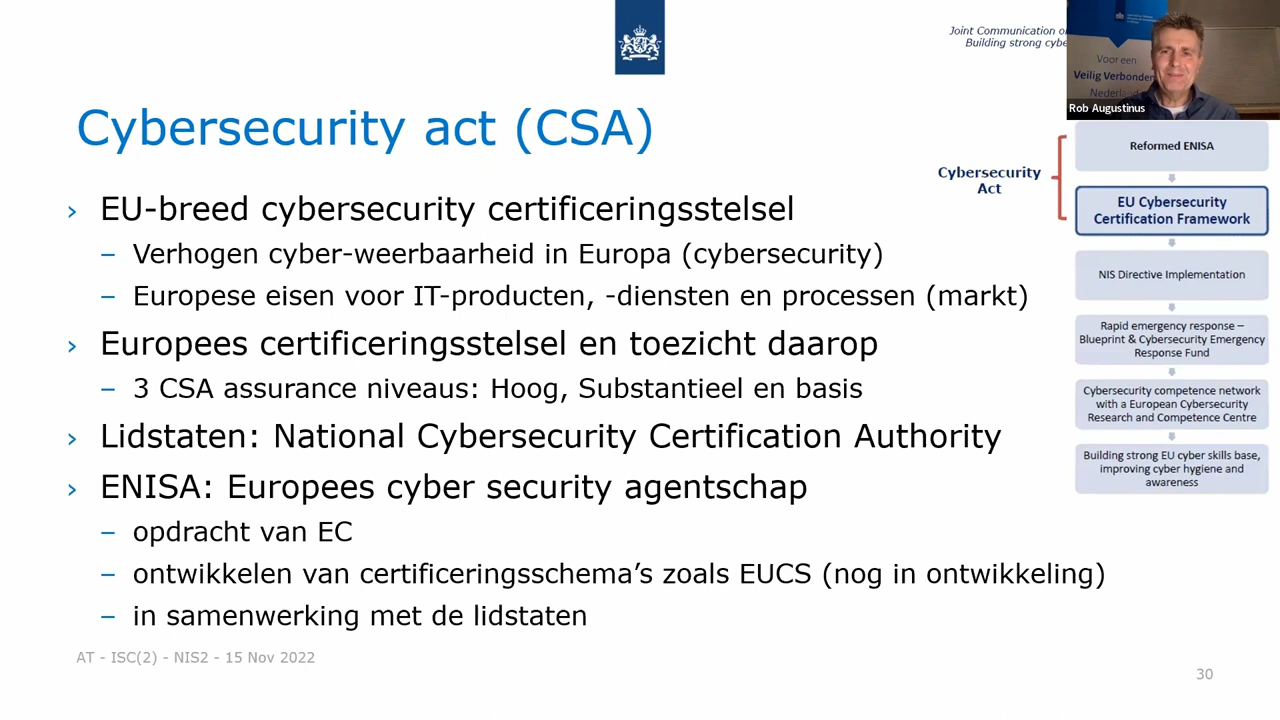 Joint Communication o
Building strong cybe
Voor een
Veilig Verbonden
Rob Augustinus
Cybersecurity act (CSA)
› EU-breed cybersecurity certificeringsstelsel
– Verhogen cyber-weerbaarheid in Europa (cybersecurity)
– Europese eisen voor IT-producten, -diensten en processen (markt)
› Europees certificeringsstelsel en toezicht daarop
– 3 CSA assurance niveaus: Hoog, Substantieel en basis
› Lidstaten: National Cybersecurity Certification Authority
› ENISA: Europees cyber security agentschap
– opdracht van EC
– ontwikkelen van certificeringsschema’s zoals EUCS (nog in ontwikkeling)
– in samenwerking met de lidstaten
Cybersecurity
Act
Reformed ENISA
EU Cybersecurity
Certification Framework
NIS Directive Implementation
Rapid emergency response –
Blueprint & Cybersecurity Emergency
Response Fund
Cybersecurity competence network
with a European Cybersecurity
Research and Competence Centre
Building strong EU cyber skills base,
improving cyber hygiene and
awareness
AT - ISC(2) - NIS2 - 15 Nov 2022
30